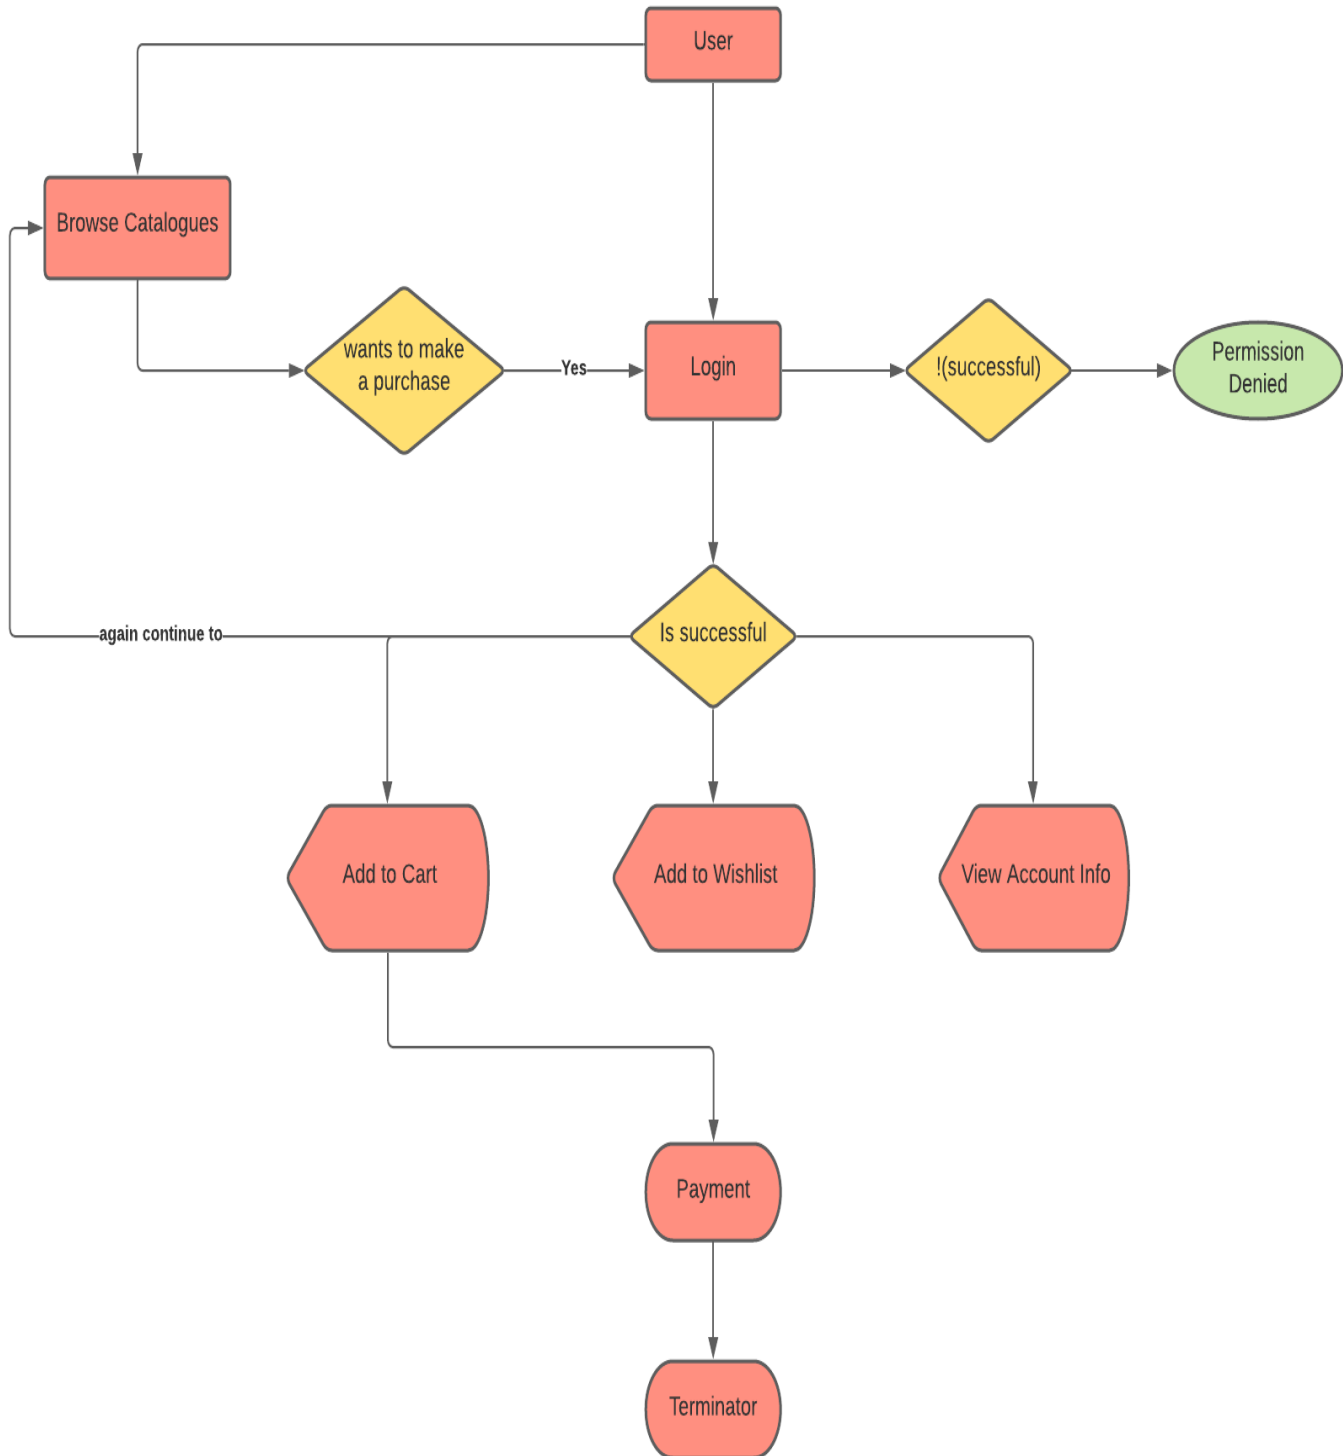 User
Browse Catalogues
wants to make
a purchase
Yes
Login
!(successful)
Permission
Denied
again continue to
Is successful
Add to Cart
Add to Wishlist
View Account Info
Payment
Terminator